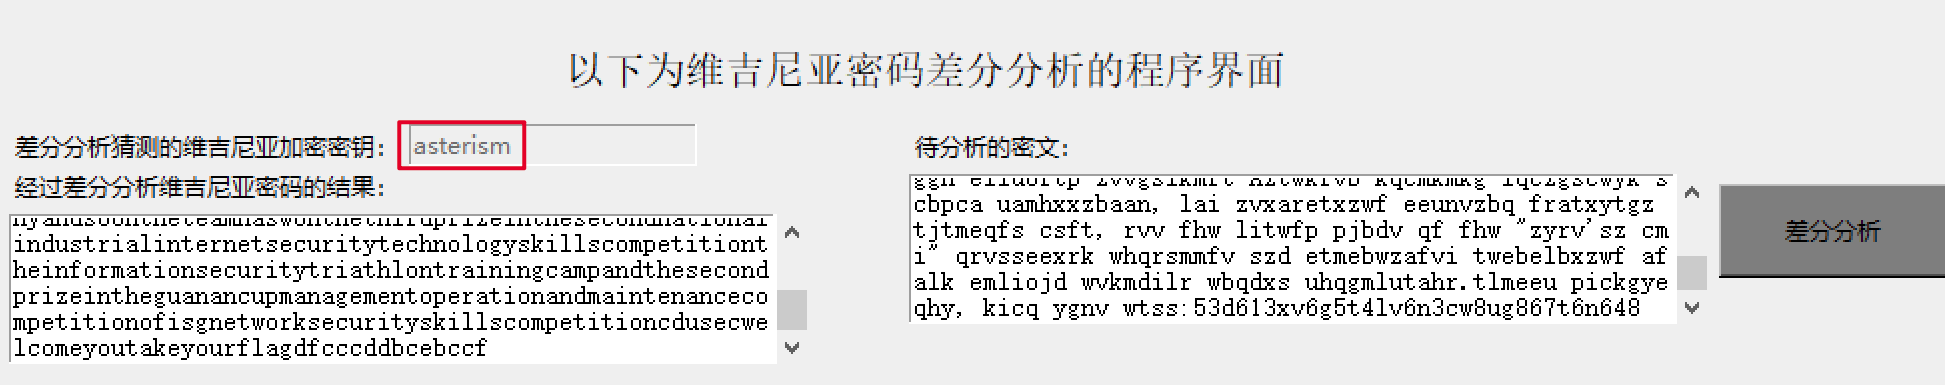 以下为维吉尼亚密码差分分析的程序界面
差分分析猜测的维吉尼亚加密密钥：
asterism
经过差分分析维吉尼亚密码的结果：
nyandsoontheteamhaswonthethirdprizeinthesecondnational
industrialinternetsecuritytechnologyskillscompetitiont
heinformationsecuritytriathlontrainingcampandthesecond
prizeintheguanancupmanagementoperationandmaintenanceco
mpetitionofisgnetworksecurityskillscompetitioncdusecwe
lcomeyoutakeyourflagdfcccddbcebccf
待分析的密文：
cbpca uamhxxzbaan, lai zvxaretxzwf eeunvzbq fratxytgz
tjtmeqfs csft, rvv fhw litwfp pjbdv qf fhw "zyrv'sz cm
i" qrvsseexrk whqrsmmfv szd etmebwzafvi twebelbxzwf af
alk emliojd wvkmdilr wbqdxs uhqgmlutahr.tlmeeu pickgye
qhy, kicq ygnv wtss:53d613xv6g5t4lv6n3cw8ug867t6n648
差分分析